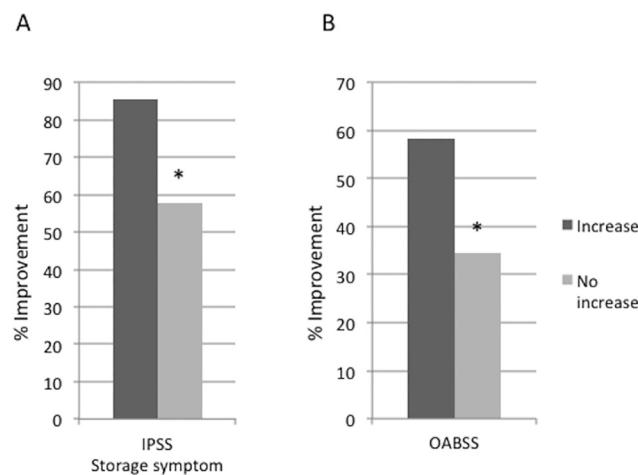 A
B
% Improvement
90
80
70
60
50
40
30
20
10
0
*
IPSS
Storage symptom
% Improvement
70
60
50
40
30
20
10
0
*
OABSS
Increase
No
increase